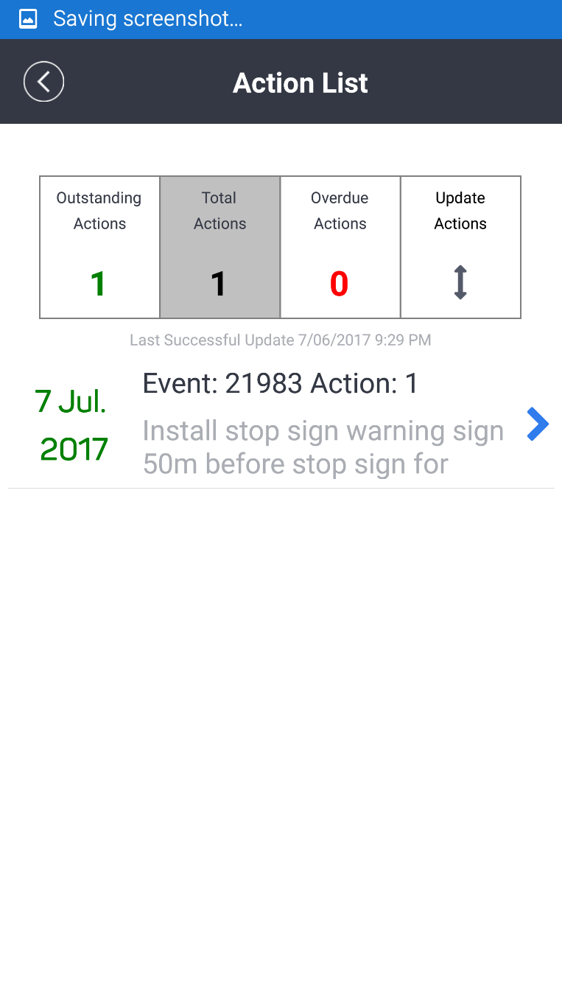 Saving screenshot...
Action List
Outstanding
Actions
1
Total
Actions
1
Overdue
Actions
0
Update
Actions
Last Successful Update 7/06/2017 9:29 PM
7 Jul.
2017
Event: 21983 Action: 1
Install stop sign warning sign
50m before stop sign for